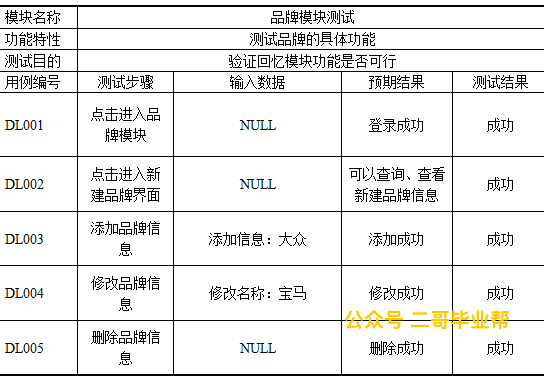 模块名称 品牌模块测试
功能特性 测试品牌的具体功能
测试目的 验证回忆模块功能是否可行
用例编号 测试步骤 输入数据 预期结果 测试结果
DL001 点击进入品牌模块 NULL 登录成功 成功
DL002 点击进入新建品牌界面 NULL 可以查询、查看新建品牌信息 成功
DL003 添加品牌信息 添加信息：大众 添加成功 成功
DL004 修改品牌信息 修改名称：宝马 修改成功 成功
公众号 二哥毕业帮
DL005 删除品牌信息 NULL 删除成功 成功